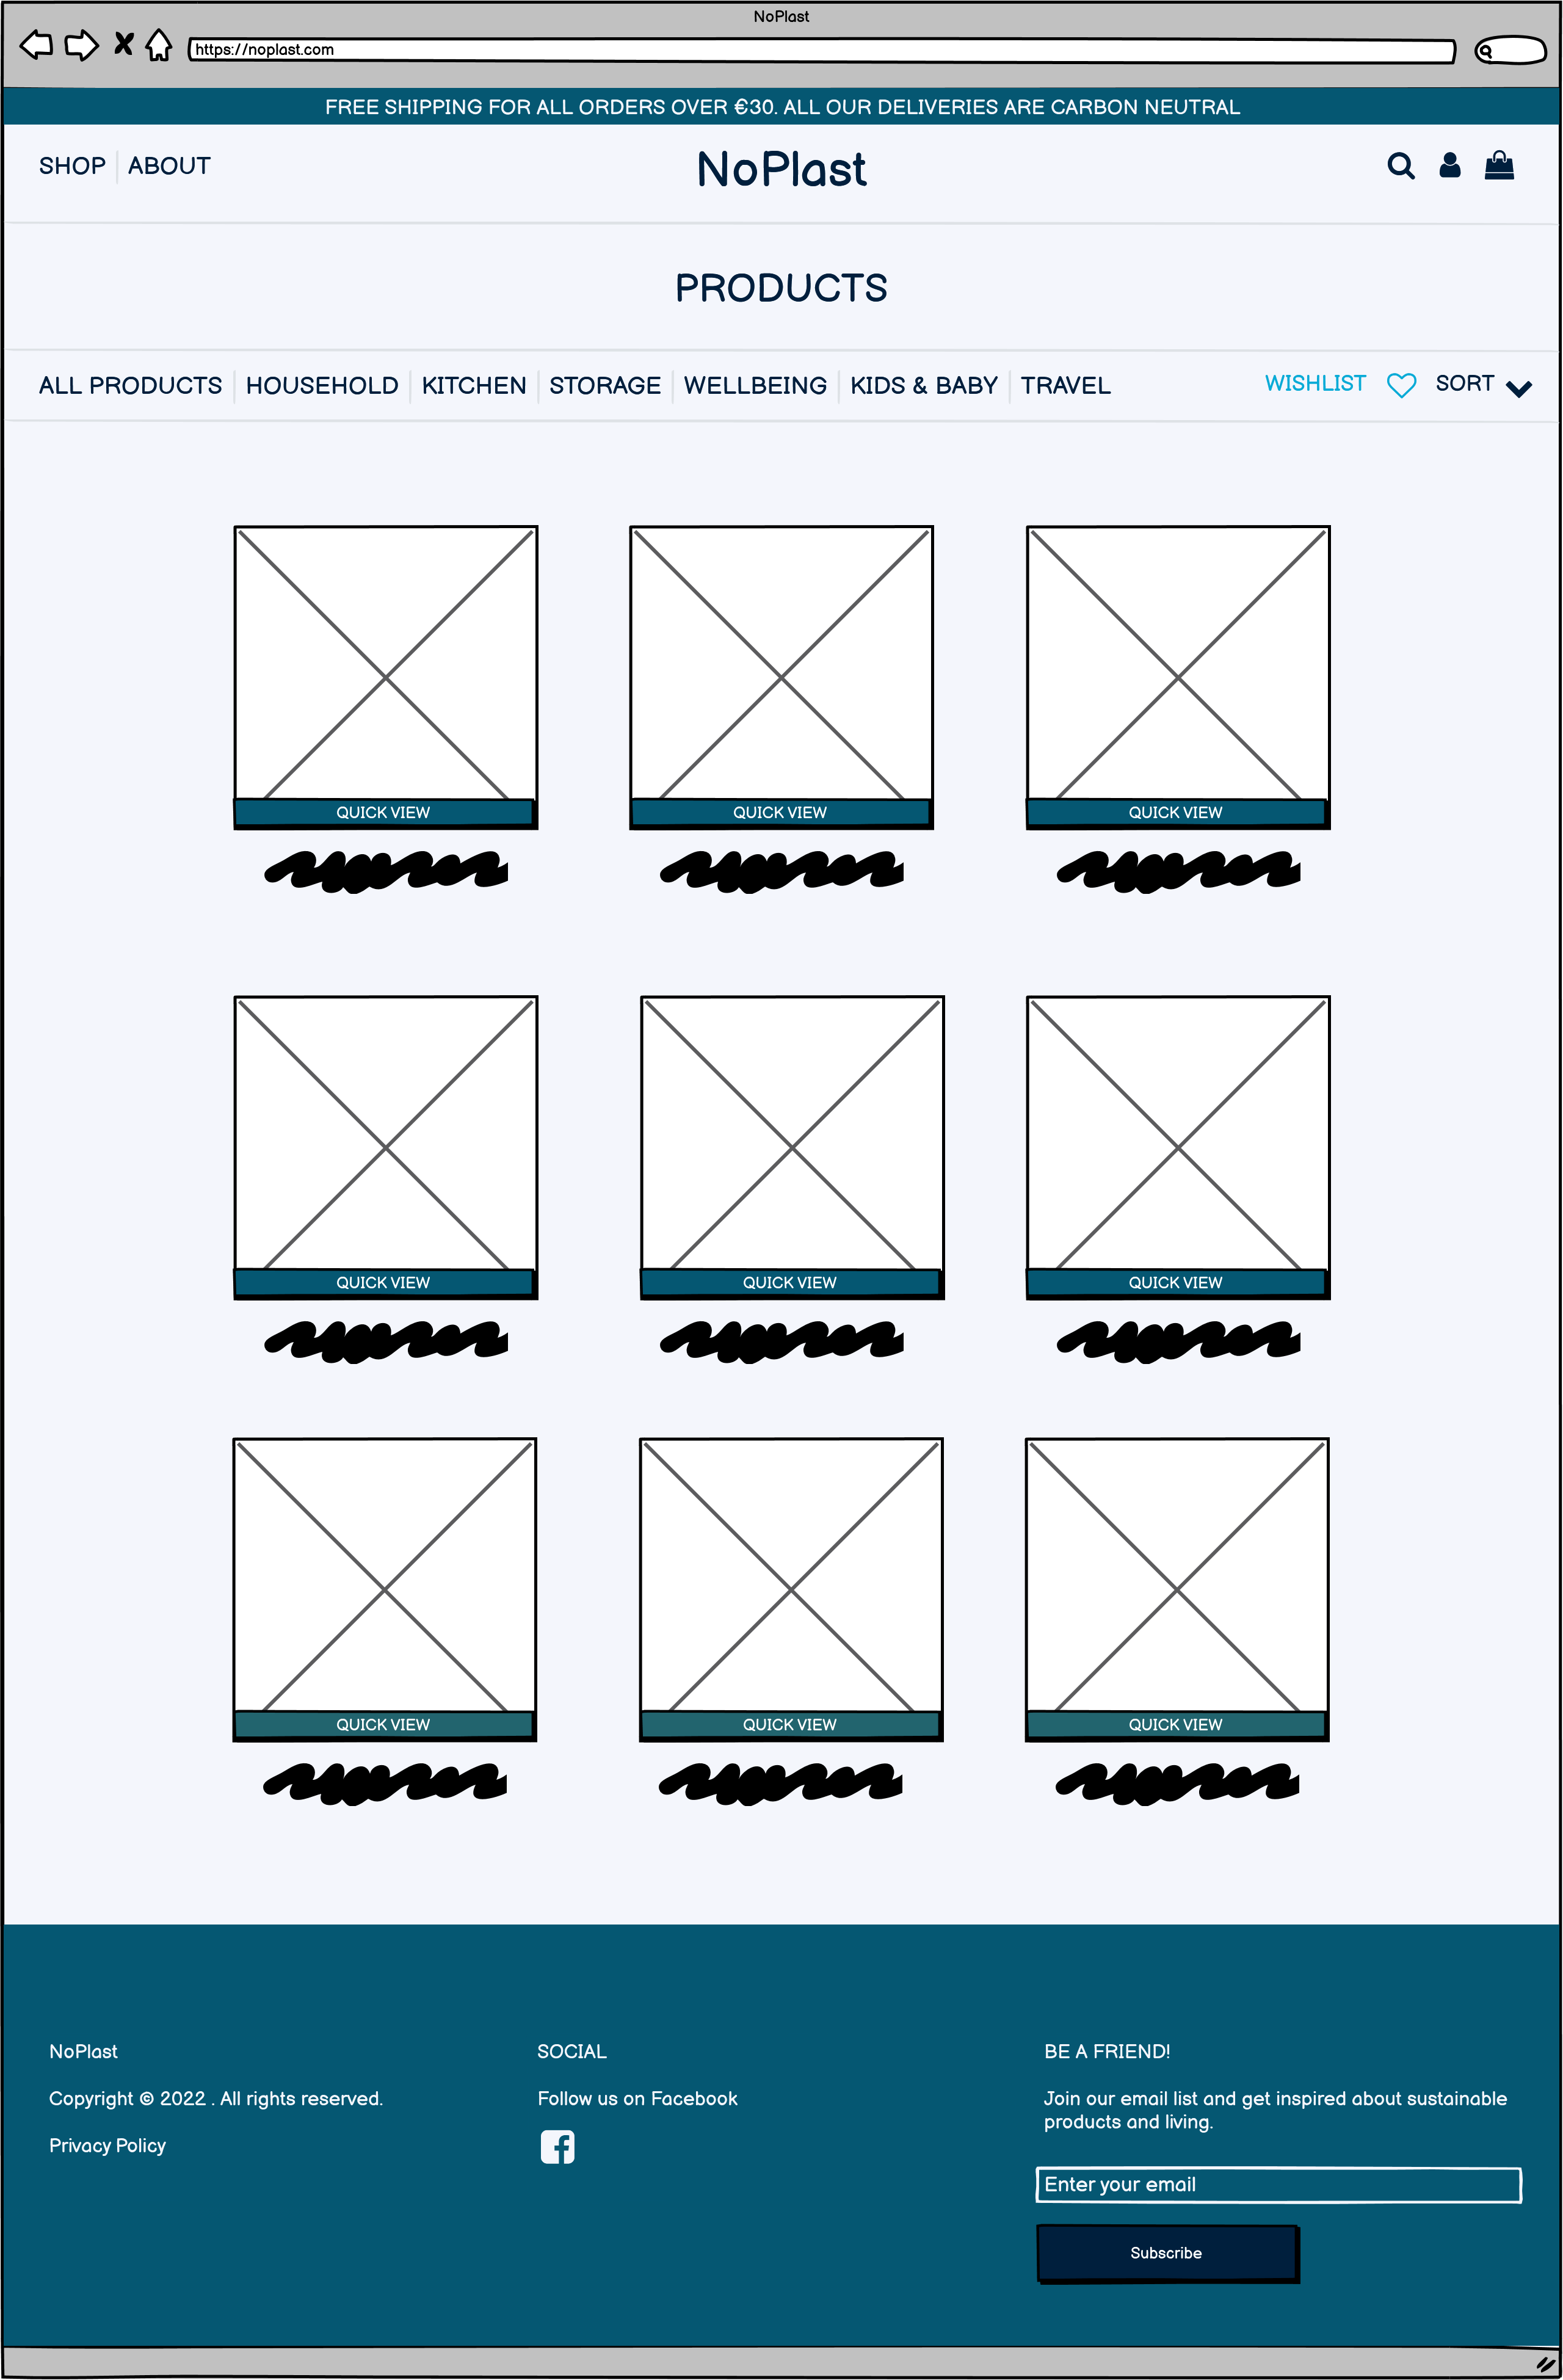 NoPlast
https://noplast.com
FREE SHIPPING FOR ALL ORDERS OVER €30. ALL OUR DELIVERIES ARE CARBON NEUTRAL
SHOP ABOUT NoPlast
PRODUCTS
ALL PRODUCTS HOUSEHOLD KITCHEN STORAGE WELLBEING KIDS & BABY TRAVEL WISHLIST SORT
QUICK VIEW QUICK VIEW QUICK VIEW
QUICK VIEW QUICK VIEW QUICK VIEW
QUICK VIEW QUICK VIEW QUICK VIEW
NoPlast
Copyright © 2022 . All rights reserved.
Privacy Policy
SOCIAL
Follow us on Facebook
BE A FRIEND!
Join our email list and get inspired about sustainable
products and living.
Enter your email
Subscribe